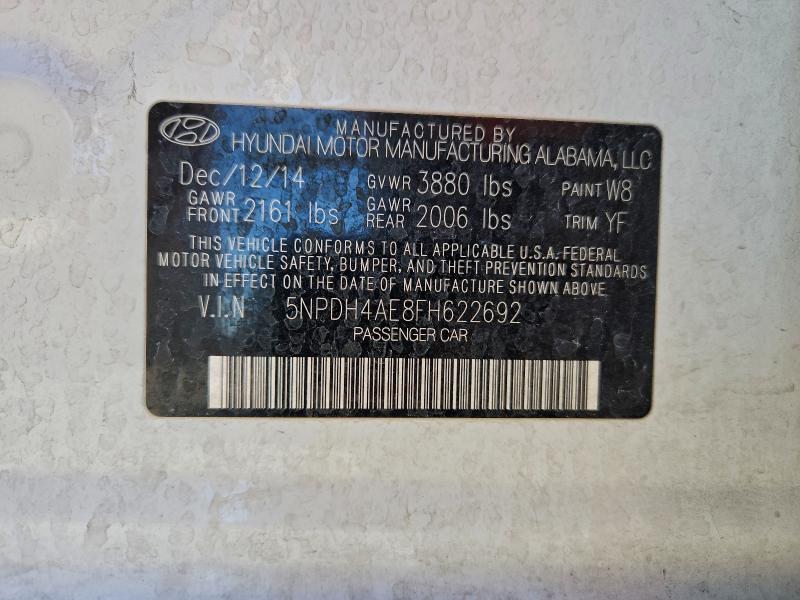 MANUFACTURED BY
HYUNDAI MOTOR MANUFACTURING ALABAMA, LLC
Dec/12/14 GVWR 3880 lbs PAINT W8
GAWR FRONT 2161 lbs GAWR REAR 2006 lbs TRIM YF
THIS VEHICLE CONFORMS TO ALL APPLICABLE U.S.A. FEDERAL
MOTOR VEHICLE SAFETY, BUMPER, AND THEFT PREVENTION STANDARDS
IN EFFECT ON THE DATE OF MANUFACTURE SHOWN ABOVE.
V.I.N 5NPDH4AE8FH622692
PASSENGER CAR